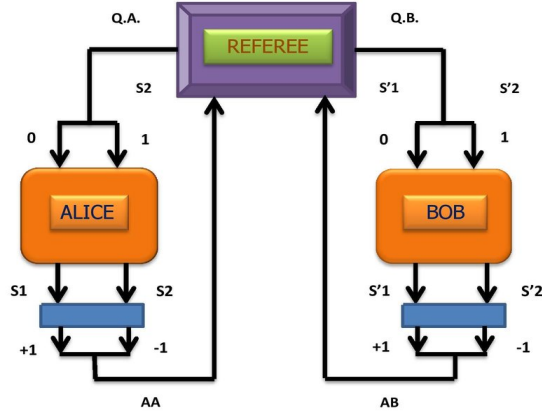 Q.A. Q.B.
REFEREE
S2 S'1 S'2
0 1 0 1
ALICE BOB
S1 S2 S'1 S'2
+1 -1 +1 -1
AA AB